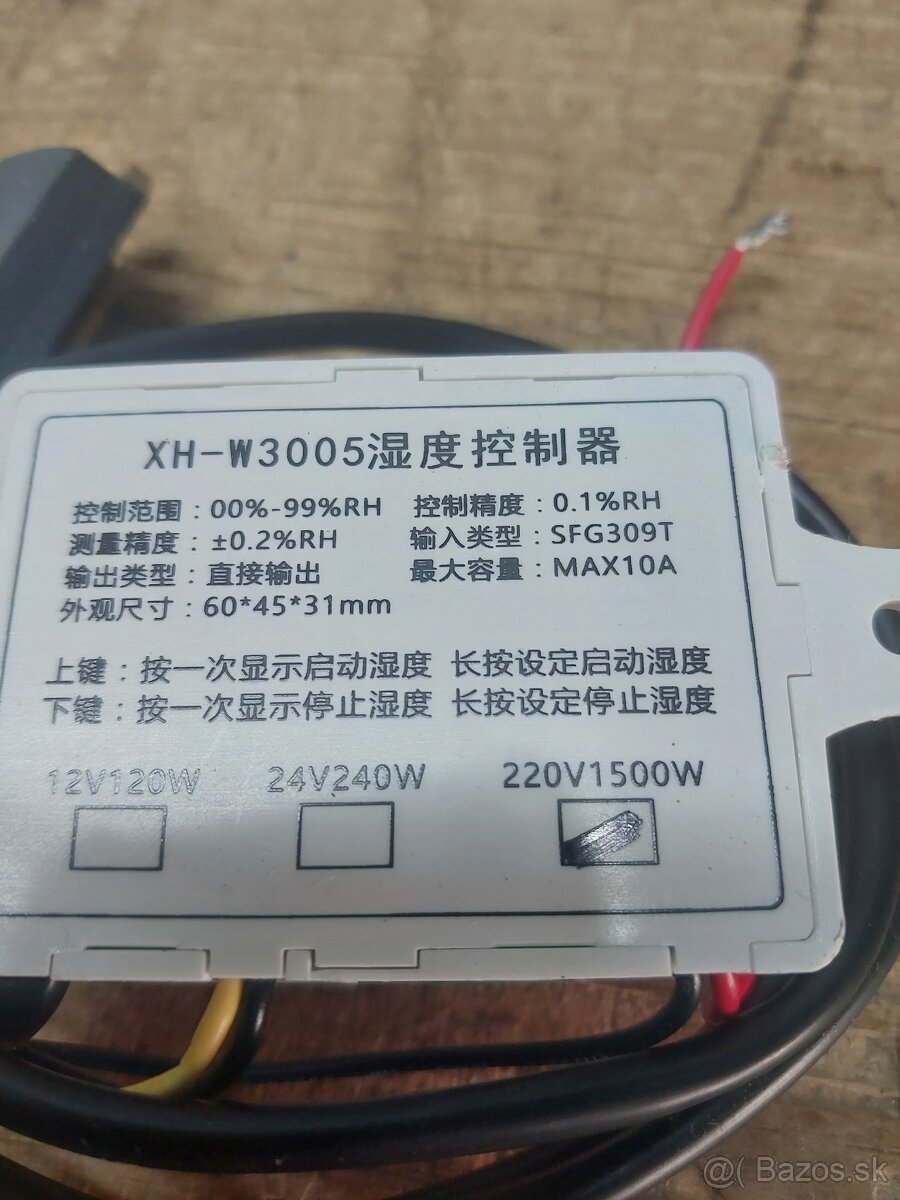 XH-W3005湿度控制器
控制范围：00%-99%RH 控制精度：0.1%RH
测量精度：±0.2%RH 输入类型：SFG309T
输出类型：直接输出 最大容量：MAX10A
外观尺寸：60*45*31mm
上键：按一次显示启动湿度 长按设定启动湿度
下键：按一次显示停止湿度 长按设定停止湿度
12V120W 24V240W 220V1500W
@( Bazos.sk